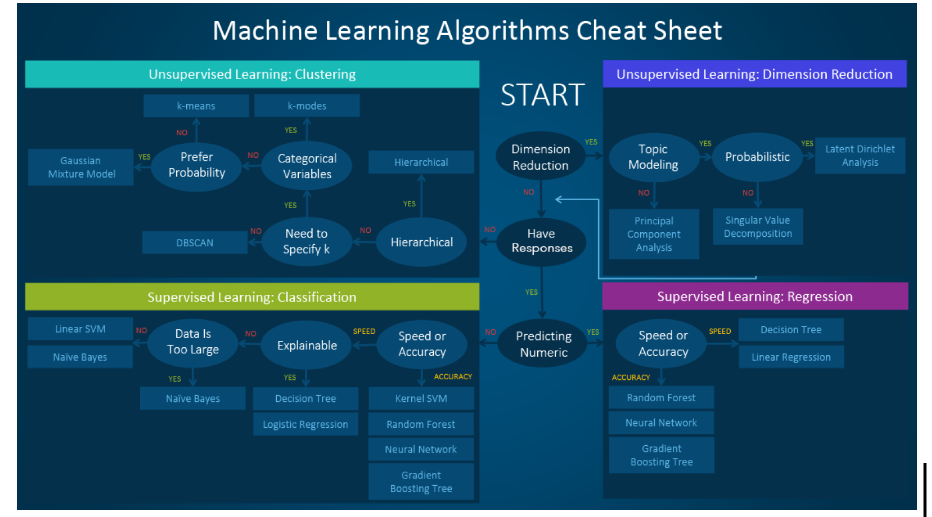 Machine Learning Algorithms Cheat Sheet
Unsupervised Learning: Clustering
START
Unsupervised Learning: Dimension Reduction
k-means
k-modes
NO
YES
Gaussian
Mixture Model
YES
Prefer
Probability
NO
Categorical
Variables
Hierarchical
YES
YES
DBSCAN
NO
Need to
Specify k
NO
Hierarchical
NO
Dimension
Reduction
YES
Topic
Modeling
YES
Probabilistic
YES
Latent Dirichlet
Analysis
NO
NO
NO
Principal
Component
Analysis
Singular Value
Decomposition
Have
Responses
YES
Supervised Learning: Classification
Supervised Learning: Regression
Linear SVM
Naïve Bayes
NO
Data Is
Too Large
NO
Explainable
SPEED
Speed or
Accuracy
NO
Predicting
Numeric
YES
Speed or
Accuracy
SPEED
Decision Tree
Linear Regression
YES
YES
ACCURACY
ACCURACY
Naïve Bayes
Decision Tree
Logistic Regression
Kernel SVM
Random Forest
Neural Network
Gradient
Boosting Tree
Random Forest
Neural Network
Gradient
Boosting Tree